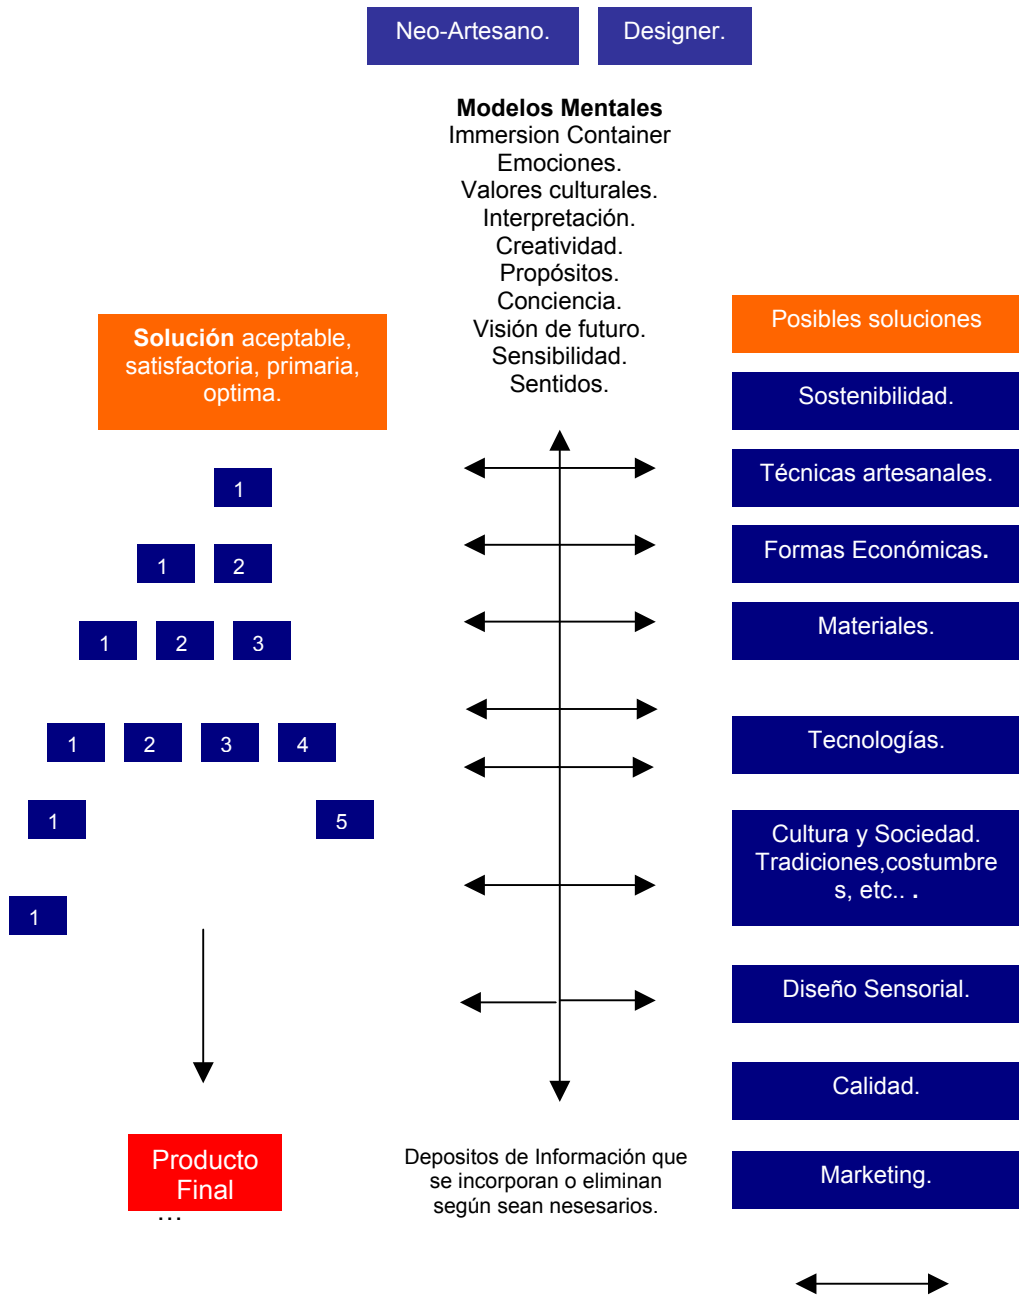 Neo-Artesano.
Designer.
Modelos Mentales
Immersion Container
Emociones.
Valores culturales.
Interpretación.
Creatividad.
Propósitos.
Conciencia.
Visión de futuro.
Sensibilidad.
Sentidos.
Solución aceptable,
satisfactoria, primaria,
optima.
1
1 2
1 2 3
1 2 3 4
1 5
1
Producto
Final
...
Depositos de Información que
se incorporan o eliminan
según sean nesesarios.
Posibles soluciones
Sostenibilidad.
Técnicas artesanales.
Formas Económicas.
Materiales.
Tecnologías.
Cultura y Sociedad.
Tradiciones,costumbre
s, etc.. .
Diseño Sensorial.
Calidad.
Marketing.